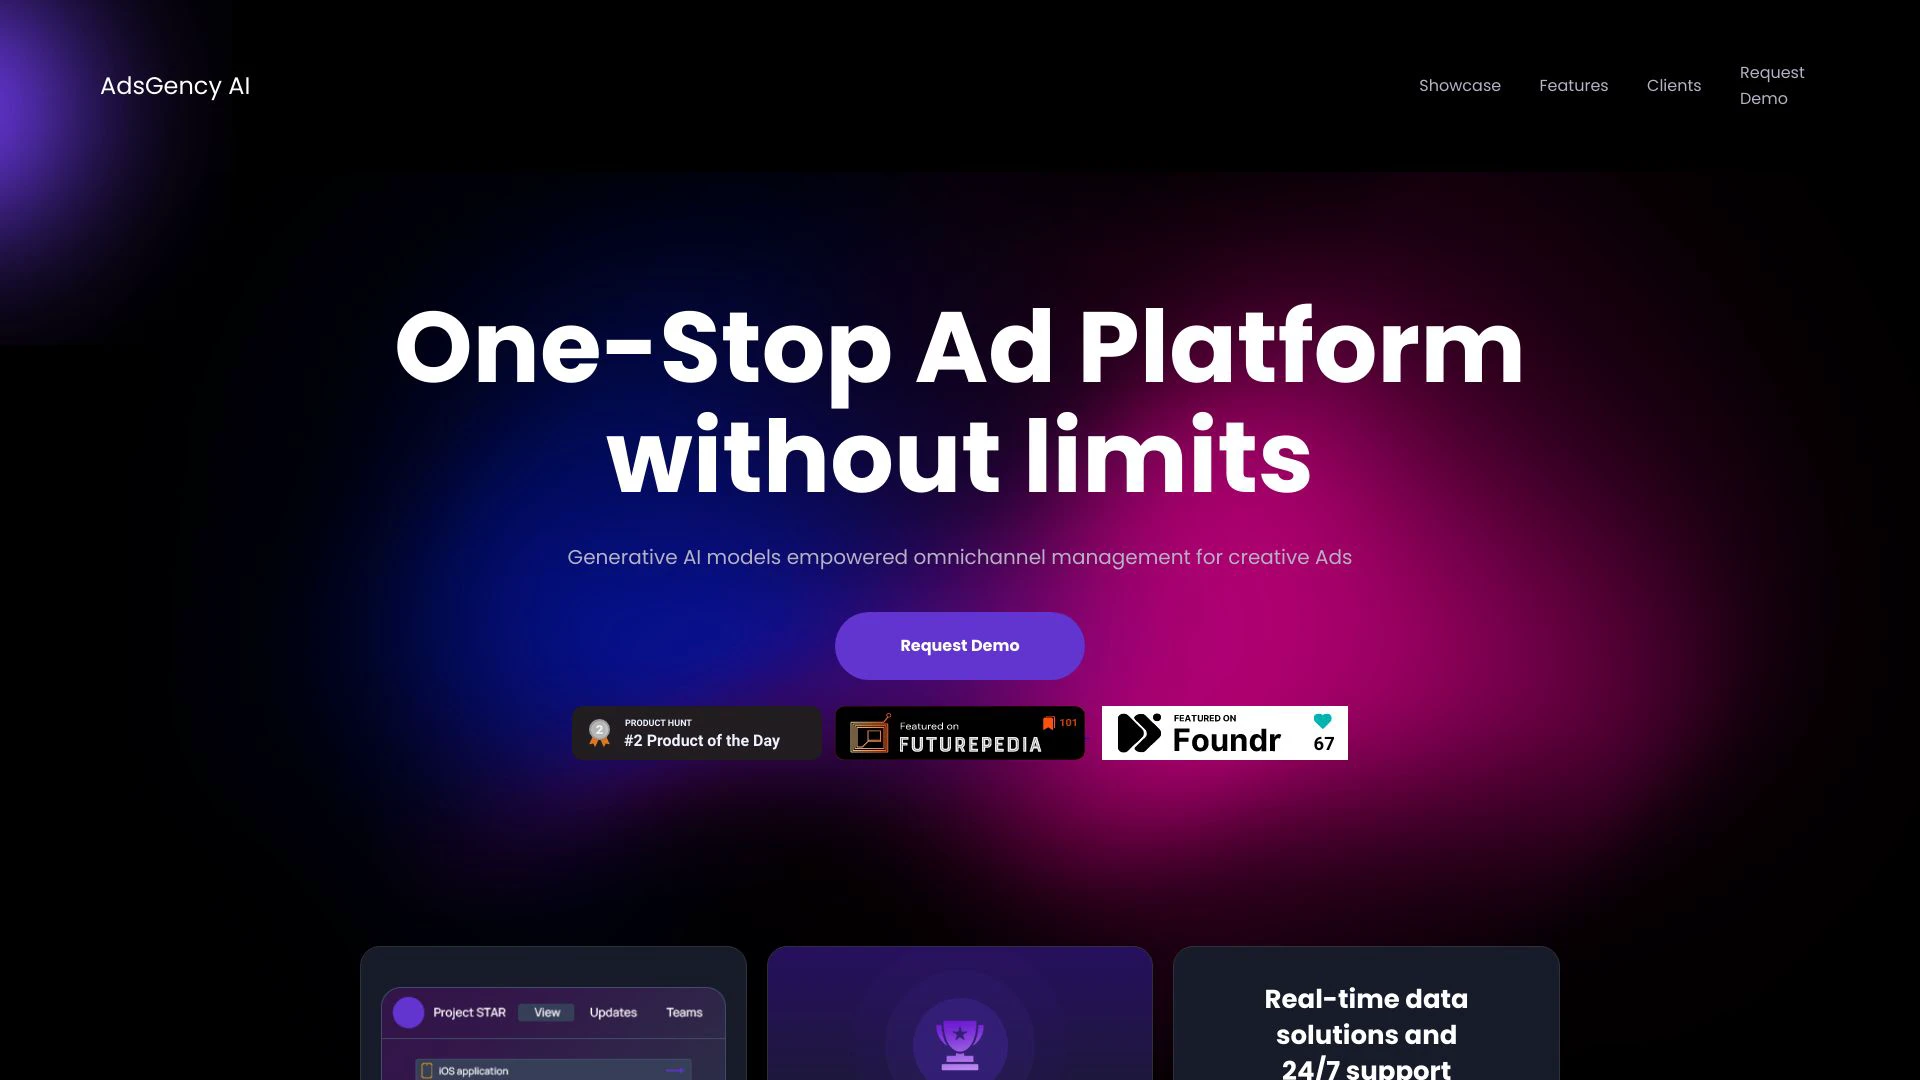 AdsGency AI
Showcase
Features
Clients
Request
Demo
One-Stop Ad Platform
without limits
Generative AI models empowered omnichannel management for creative Ads
Request Demo
2
PRODUCT HUNT
#2 Product of the Day
Featured on
FUTUREPEDIA
101
FEATURED ON
Foundr
67
Project STAR
View
Updates
Teams
iOS application
Real-time data
solutions and
24/7 support